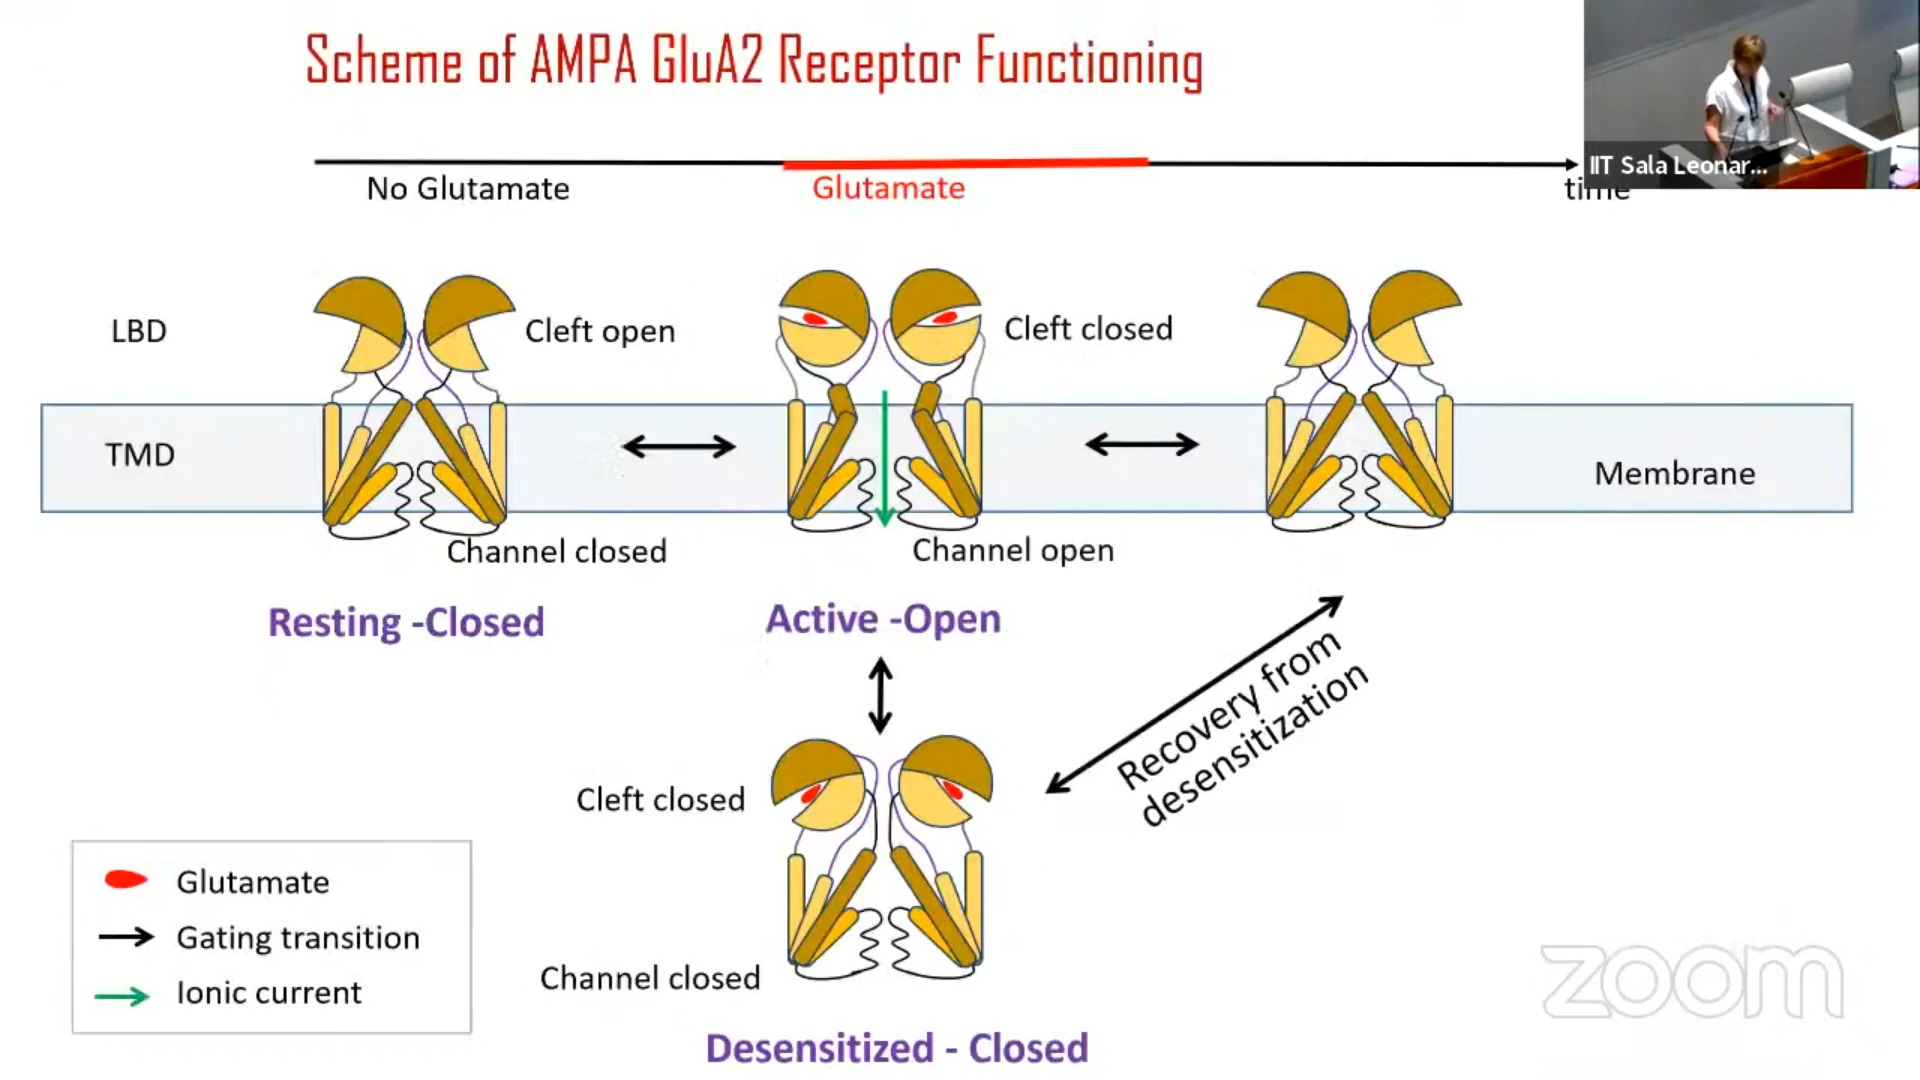 Scheme of AMPA GluA2 Receptor Functioning
IIT Sala Leonar...
No Glutamate
Glutamate
time
LBD
Cleft open
Cleft closed
TMD
Membrane
Channel closed
Channel open
Resting -Closed
Active -Open
Recovery from
desensitization
Cleft closed
Channel closed
Glutamate
Gating transition
Ionic current
Desensitized - Closed
zoom